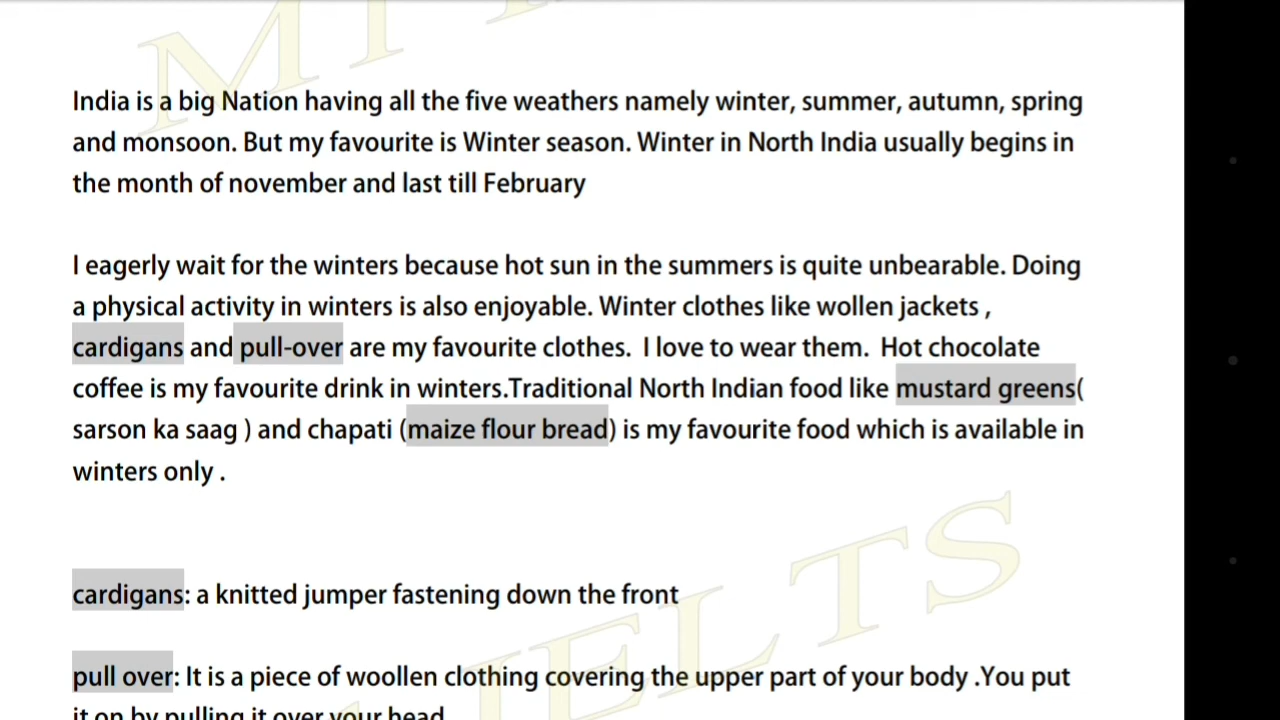 India is a big Nation having all the five weathers namely winter, summer, autumn, spring
and monsoon. But my favourite is Winter season. Winter in North India usually begins in
the month of november and last till February
I eagerly wait for the winters because hot sun in the summers is quite unbearable. Doing
a physical activity in winters is also enjoyable. Winter clothes like wollen jackets ,
cardigans and pull-over are my favourite clothes. I love to wear them. Hot chocolate
coffee is my favourite drink in winters.Traditional North Indian food like mustard greens(
sarson ka saag ) and chapati (maize flour bread) is my favourite food which is available in
winters only .
IELTS
cardigans: a knitted jumper fastening down the front
pull over: It is a piece of woollen clothing covering the upper part of your body .You put
it on by pulling it over your head